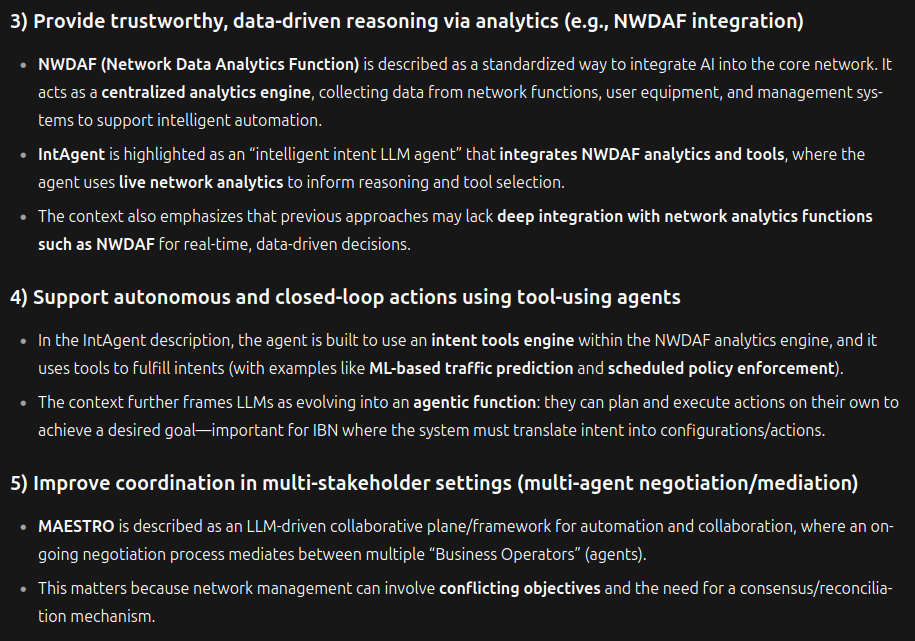 3) Provide trustworthy, data-driven reasoning via analytics (e.g., NWDAF integration)
• NWDAF (Network Data Analytics Function) is described as a standardized way to integrate AI into the core network. It
acts as a centralized analytics engine, collecting data from network functions, user equipment, and management sys-
tems to support intelligent automation.
• IntAgent is highlighted as an “intelligent intent LLM agent” that integrates NWDAF analytics and tools, where the
agent uses live network analytics to inform reasoning and tool selection.
• The context also emphasizes that previous approaches may lack deep integration with network analytics functions
such as NWDAF for real-time, data-driven decisions.
4) Support autonomous and closed-loop actions using tool-using agents
• In the IntAgent description, the agent is built to use an intent tools engine within the NWDAF analytics engine, and it
uses tools to fulfill intents (with examples like ML-based traffic prediction and scheduled policy enforcement).
• The context further frames LLMs as evolving into an agentic function: they can plan and execute actions on their own to
achieve a desired goal—important for IBN where the system must translate intent into configurations/actions.
5) Improve coordination in multi-stakeholder settings (multi-agent negotiation/mediation)
• MAESTRO is described as an LLM-driven collaborative plane/framework for automation and collaboration, where an on-
going negotiation process mediates between multiple “Business Operators” (agents).
• This matters because network management can involve conflicting objectives and the need for a consensus/reconcilia-
tion mechanism.